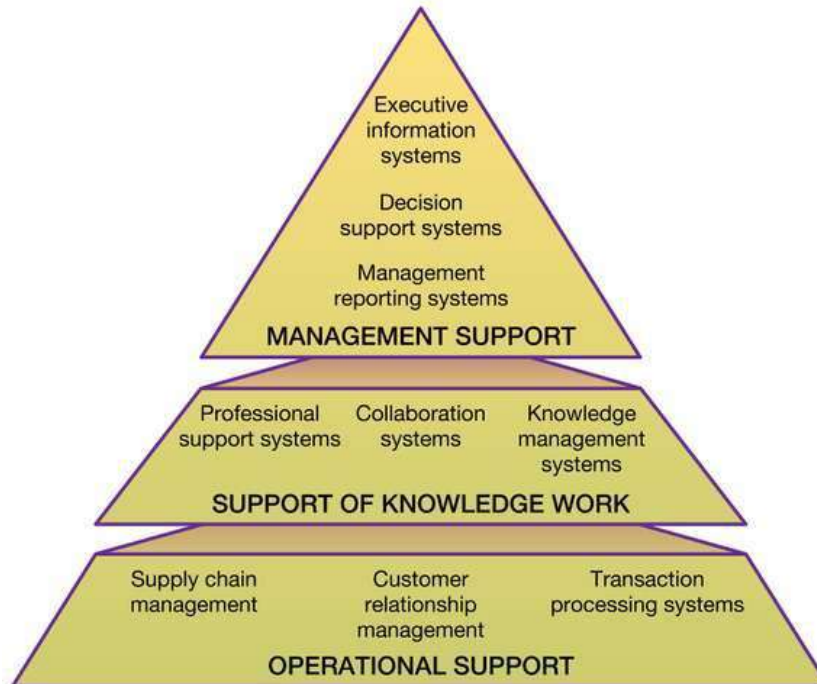 Executive
information
systems
Decision
support systems
Management
reporting systems
MANAGEMENT SUPPORT
Professional
support systems
Collaboration
systems
Knowledge
management
systems
SUPPORT OF KNOWLEDGE WORK
Supply chain
management
Customer
relationship
management
Transaction
processing systems
OPERATIONAL SUPPORT